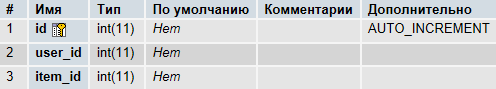 # Имя Тип По умолчанию Комментарии Дополнительно
1 id int(11) Нет AUTO_INCREMENT
2 user_id int(11) Нет
3 item_id int(11) Нет